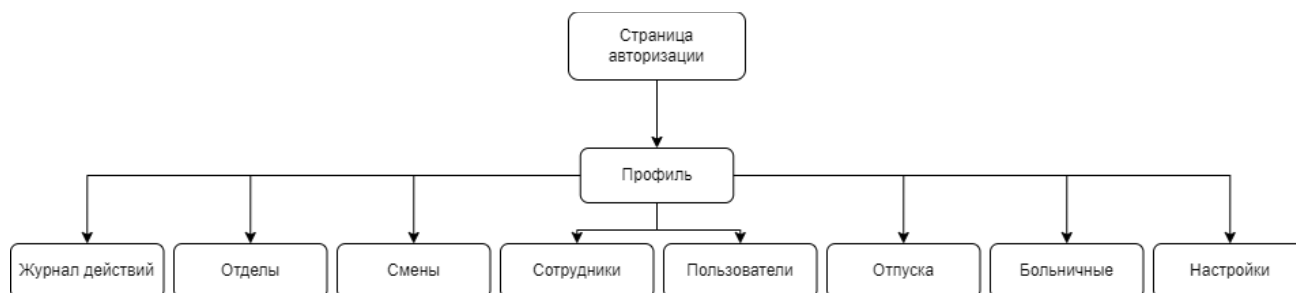 Страница
авторизации
Профиль
Журнал действий
Отделы
Смены
Сотрудники
Пользователи
Отпуска
Больничные
Настройки